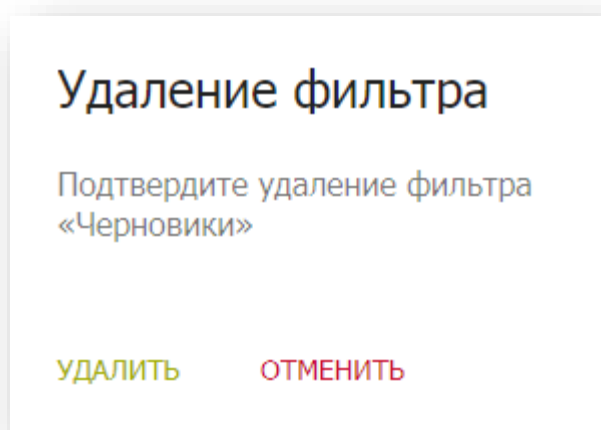 Удаление фильтра
Подтвердите удаление фильтра
«Черновики»
УДАЛИТЬ ОТМЕНИТЬ